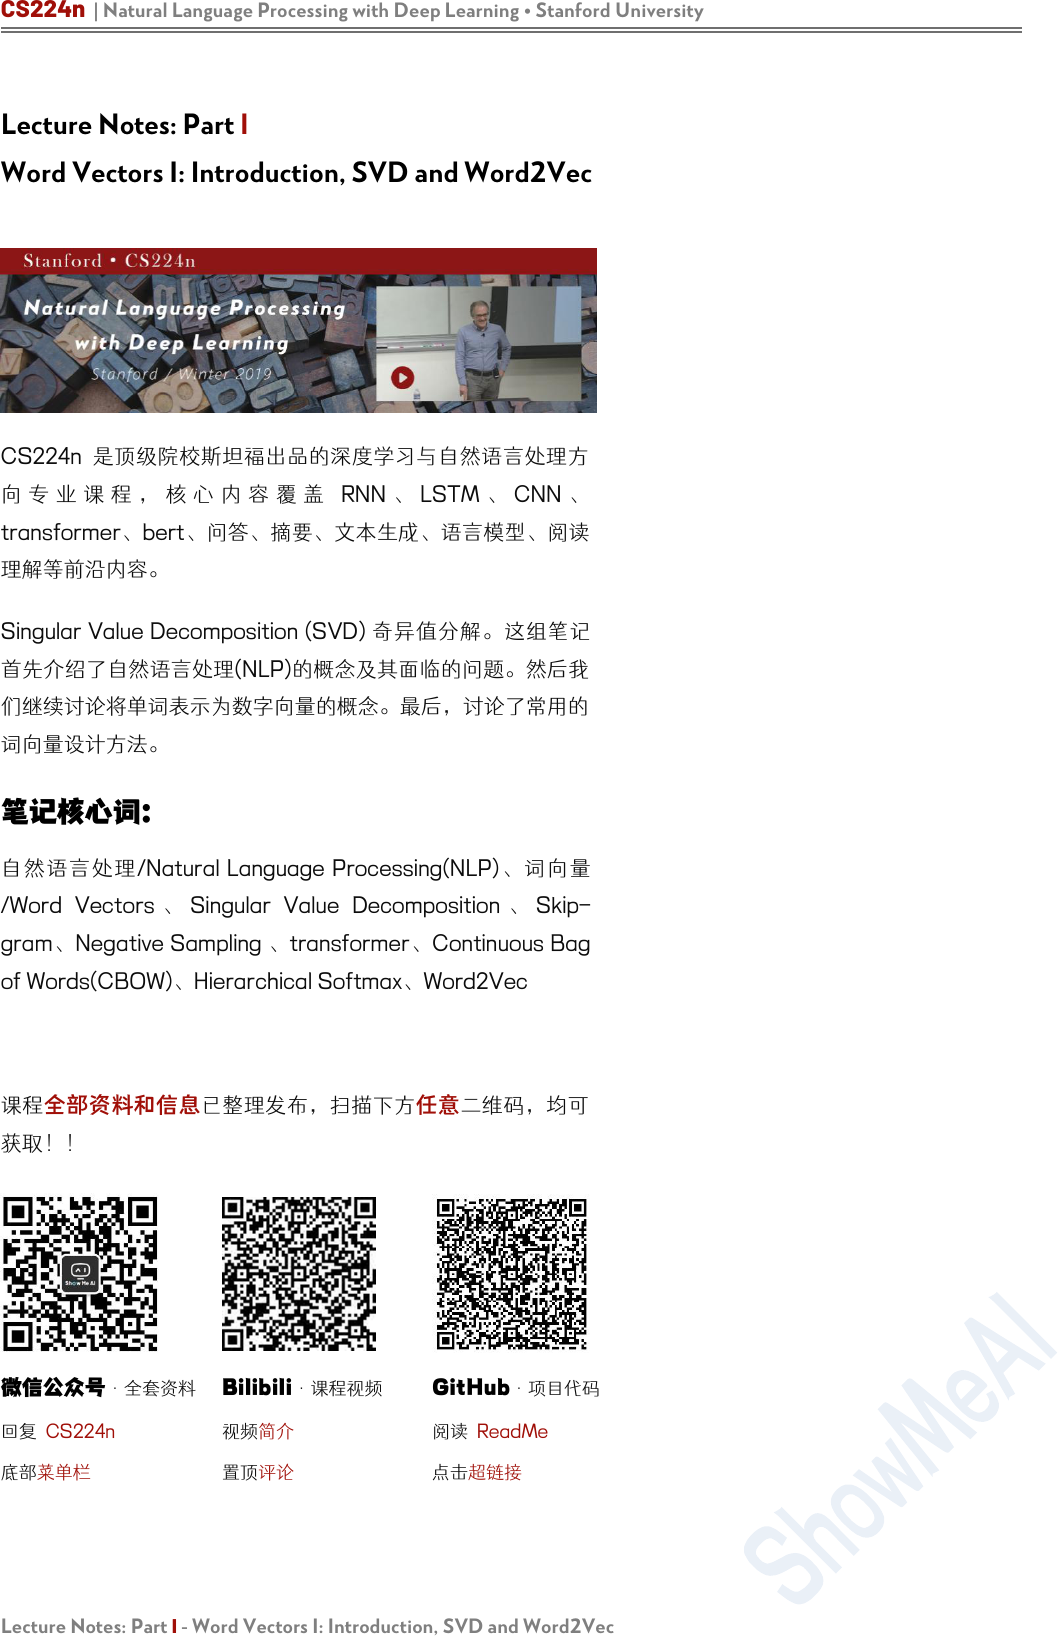 CS224n | Natural Language Processing with Deep Learning • Stanford University
Lecture Notes: Part I
Word Vectors I: Introduction, SVD and Word2Vec
Stanford • CS224n
Natural Language Processing
with Deep Learning
Stanford / Winter 2019
CS224n 是顶级院校斯坦福出品的深度学习与自然语言处理方
向专业课程，核心内容覆盖 RNN、LSTM、CNN、
transformer、bert、问答、摘要、文本生成、语言模型、阅读
理解等前沿内容。
Singular Value Decomposition (SVD) 奇异值分解。这组笔记
首先介绍了自然语言处理(NLP)的概念及其面临的问题。然后我
们继续讨论将单词表示为数字向量的概念。最后，讨论了常用的
词向量设计方法。
笔记核心词:
自然语言处理/Natural Language Processing(NLP)、词向量
/Word Vectors、Singular Value Decomposition、Skip-
gram、Negative Sampling 、transformer、Continuous Bag
of Words(CBOW)、Hierarchical Softmax、Word2Vec
课程全部资料和信息已整理发布，扫描下方任意二维码，均可
获取！！
Show Me AI
微信公众号 · 全套资料
回复 CS224n
底部菜单栏
Bilibili · 课程视频
视频简介
置顶评论
GitHub · 项目代码
阅读 ReadMe
点击超链接
ShowMeAI
Lecture Notes: Part I - Word Vectors I: Introduction, SVD and Word2Vec